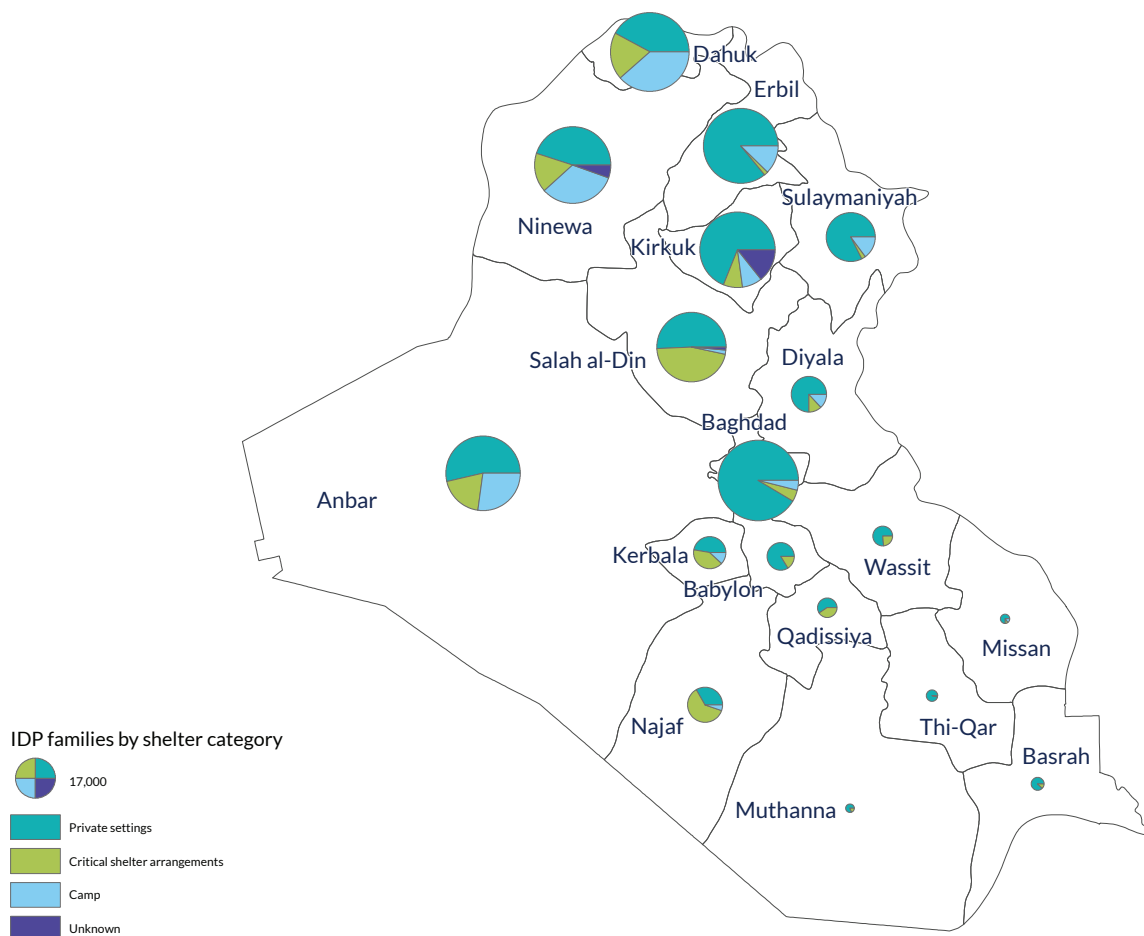 Dahuk
Erbil
Sulaymaniyah
Ninewa
Kirkuk
Salah al-Din
Diyala
Baghdad
Anbar
Kerbala
Wassit
Babylon
Qadissiya
Missan
Najaf
Thi-Qar
Basrah
Muthanna
IDP families by shelter category
17,000
Private settings
Critical shelter arrangements
Camp
Unknown